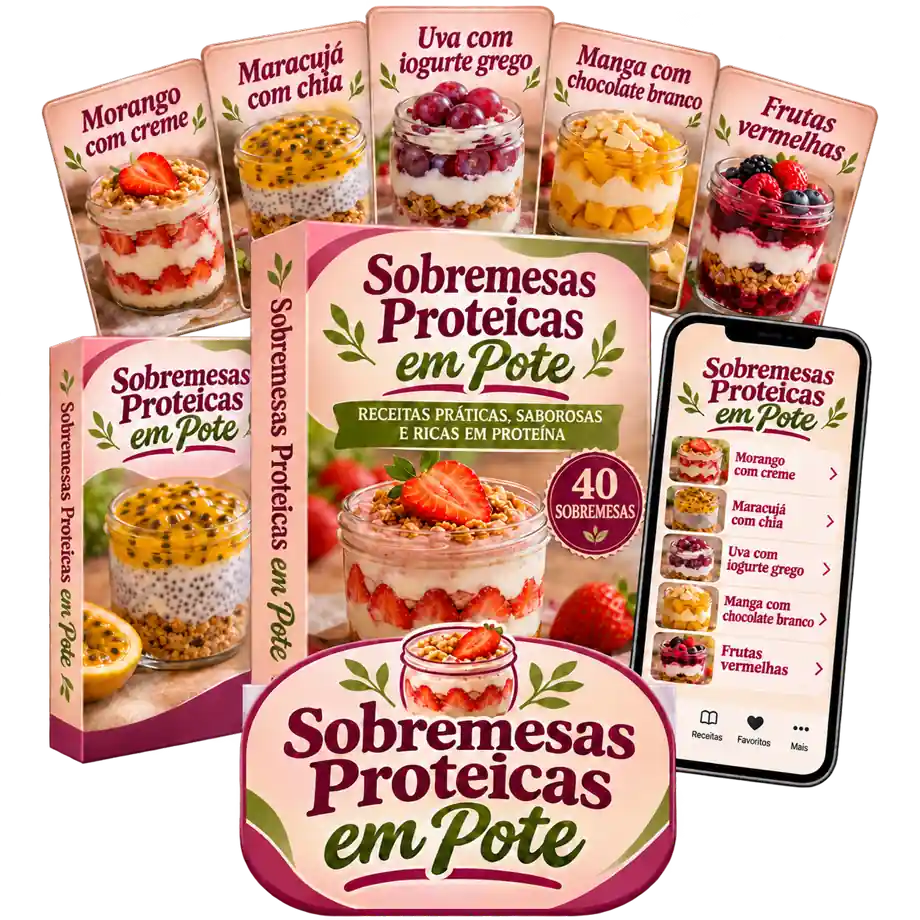 Morango
com creme
Maracujá
com chia
Uva com
iogurte grego
Manga com
chocolate branco
Frutas
vermelhas
Sobremesas Proteicas em Pote
Sobremesas
Proteicas
em Pote
Sobremesas Proteicas em Pote
Sobremesas
Proteicas
em Pote
RECEITAS PRÁTICAS, SABOROSAS
E RICAS EM PROTEÍNA
40
SOBREMESAS
Sobremesas
Proteicas
em Pote
Morango
com creme
Maracujá
com chia
Uva com
iogurte grego
Manga com
chocolate branco
Frutas
vermelhas
Receitas
Favoritos
Mais
Sobremesas
Proteicas
em Pote